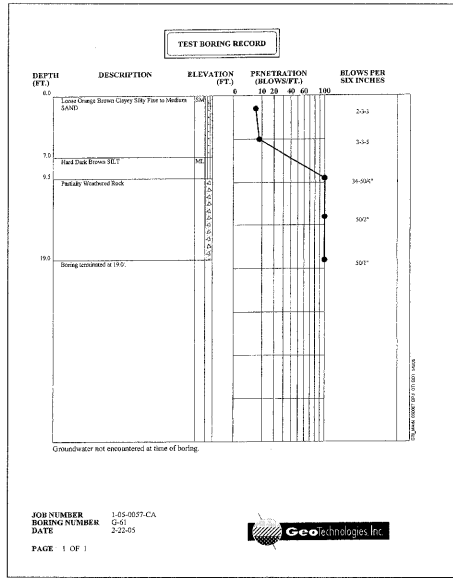 TEST BORING RECORD
DEPTH (FT.) DESCRIPTION ELEVATION (FT.) PENETRATION (BLOWS/FT.) BLOWS PER SIX INCHES
0 10 20 30 40 60 100
0.0
Loose Orange Brown Clayey Silty Fine to Medium SM
SAND
2-3-3
3-3-5
7.0
Hard Dark Brown SILT ML
9.5
34-50/4"
Partially Weathered Rock
50/2"
19.0
50/1"
Boring terminated at 19.0'.
Groundwater not encountered at time of boring.
JOB NUMBER 1-05-0057-CA
BORING NUMBER G-61
DATE 2-22-05
PAGE 1 OF 1
GeoTechnologies, Inc.